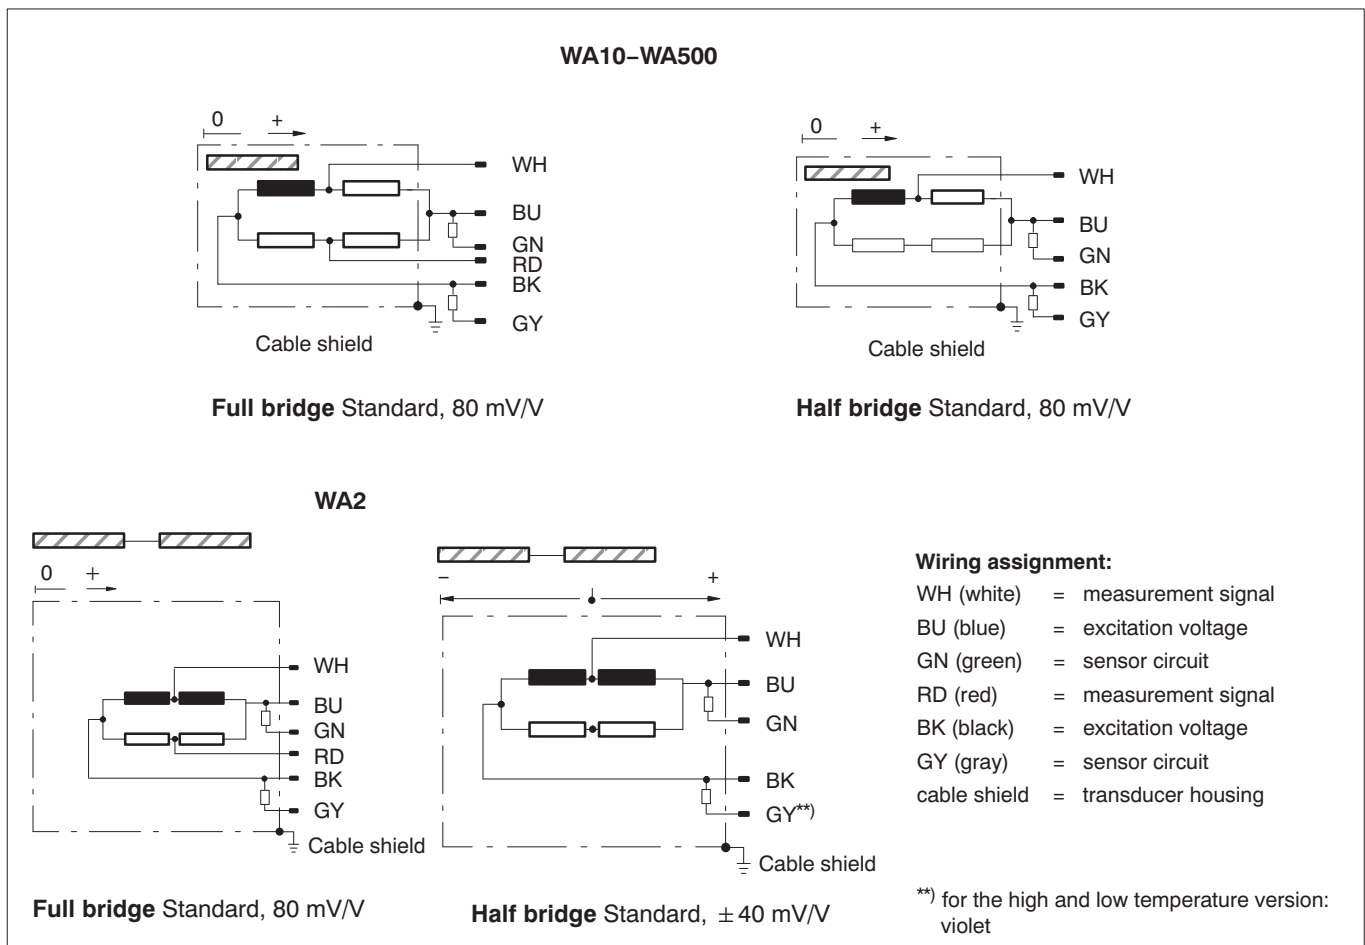 WA10–WA500
0 +
WH
BU
GN
RD
BK
GY
Cable shield
Full bridge Standard, 80 mV/V
0 +
WH
BU
GN
BK
GY
Cable shield
Half bridge Standard, 80 mV/V
WA2
0 +
WH
BU
GN
RD
BK
GY
Cable shield
Full bridge Standard, 80 mV/V
– +
WH
BU
GN
BK
GY**)
Cable shield
Half bridge Standard, ±40 mV/V
Wiring assignment:
WH (white) = measurement signal
BU (blue) = excitation voltage
GN (green) = sensor circuit
RD (red) = measurement signal
BK (black) = excitation voltage
GY (gray) = sensor circuit
cable shield = transducer housing
**) for the high and low temperature version:
violet